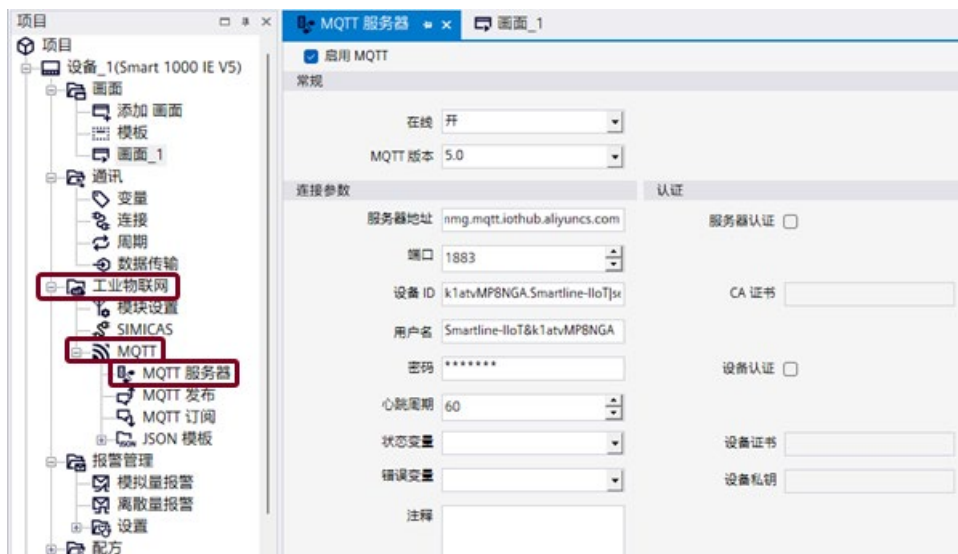 项目
项目
设备_1(Smart 1000 IE V5)
画面
添加 画面
模板
画面_1
通讯
变量
连接
周期
数据传输
工业物联网
模块设置
SIMICAS
MQTT
MQTT 服务器
MQTT 发布
MQTT 订阅
JSON 模板
报警管理
模拟量报警
离散量报警
设置
配方
MQTT 服务器
画面_1
启用 MQTT
常规
在线 开
MQTT 版本 5.0
连接参数
服务器地址 nmg.mqtt.iothub.aliyuncs.com
端口 1883
设备 ID k1atvMP8NGA.Smartline-IIoT|se
用户名 Smartline-IIoT&k1atvMP8NGA
密码 *******
心跳周期 60
状态变量
错误变量
注释
认证
服务器认证
CA 证书
设备认证
设备证书
设备私钥